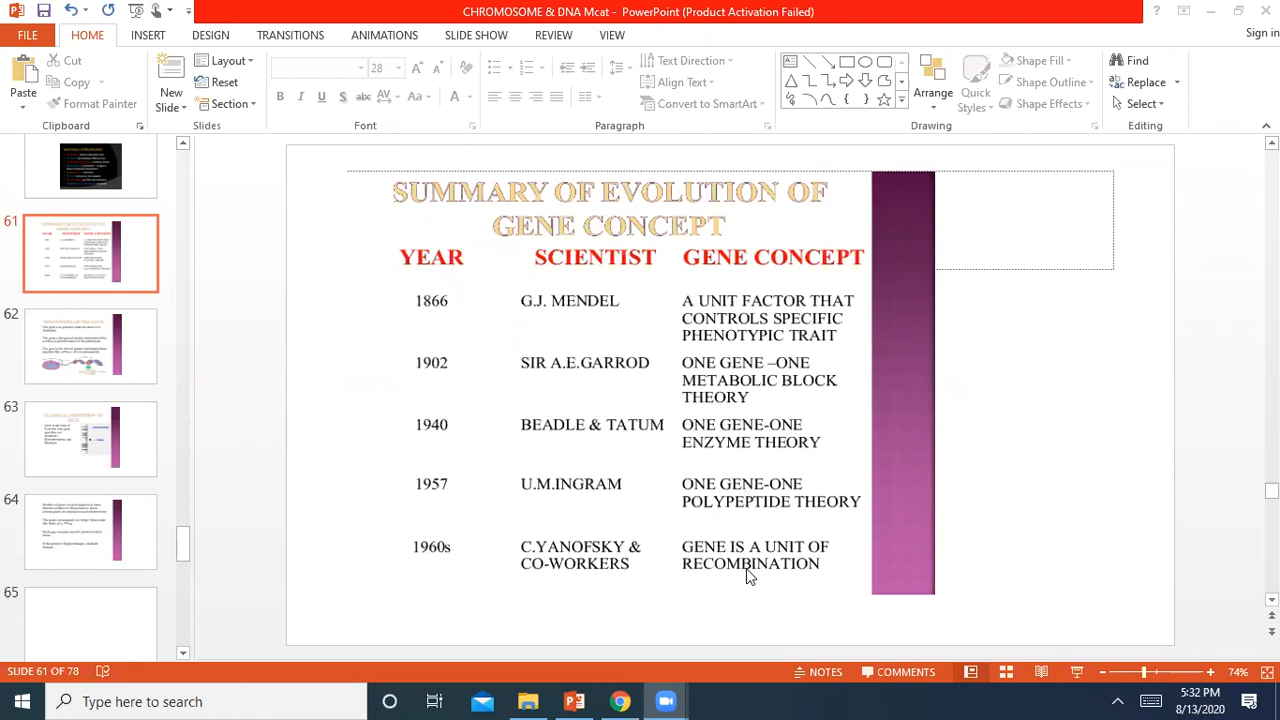 CHROMOSOME & DNA Mcat - PowerPoint (Product Activation Failed)
FILE HOME INSERT DESIGN TRANSITIONS ANIMATIONS SLIDE SHOW REVIEW VIEW Sign in
Paste
Cut
Copy
Format Painter
Clipboard
New Slide
Layout
Reset
Section
Slides
28
B I U S abc AV Aa A
Font
Text Direction
Align Text
Convert to SmartArt
Paragraph
Arrange
Quick Styles
Shape Fill
Shape Outline
Shape Effects
Drawing
Find
Replace
Select
Editing
61
62
63
64
65
SUMMARY OF EVOLUTION OF
GENE CONCEPT
YEAR SCIENTIST GENE CONCEPT
1866 G.J. MENDEL A UNIT FACTOR THAT
CONTROLS SPECIFIC
PHENOTYPIC TRAIT
1902 SIR A.E.GARROD ONE GENE –ONE
METABOLIC BLOCK
THEORY
1940 BEADLE & TATUM ONE GENE-ONE
ENZYME THEORY
1957 U.M.INGRAM ONE GENE-ONE
POLYPEPTIDE THEORY
1960s C.YANOFSKY & GENE IS A UNIT OF
CO-WORKERS RECOMBINATION
SLIDE 61 OF 78 NOTES COMMENTS 74%
Type here to search
5:32 PM
8/13/2020